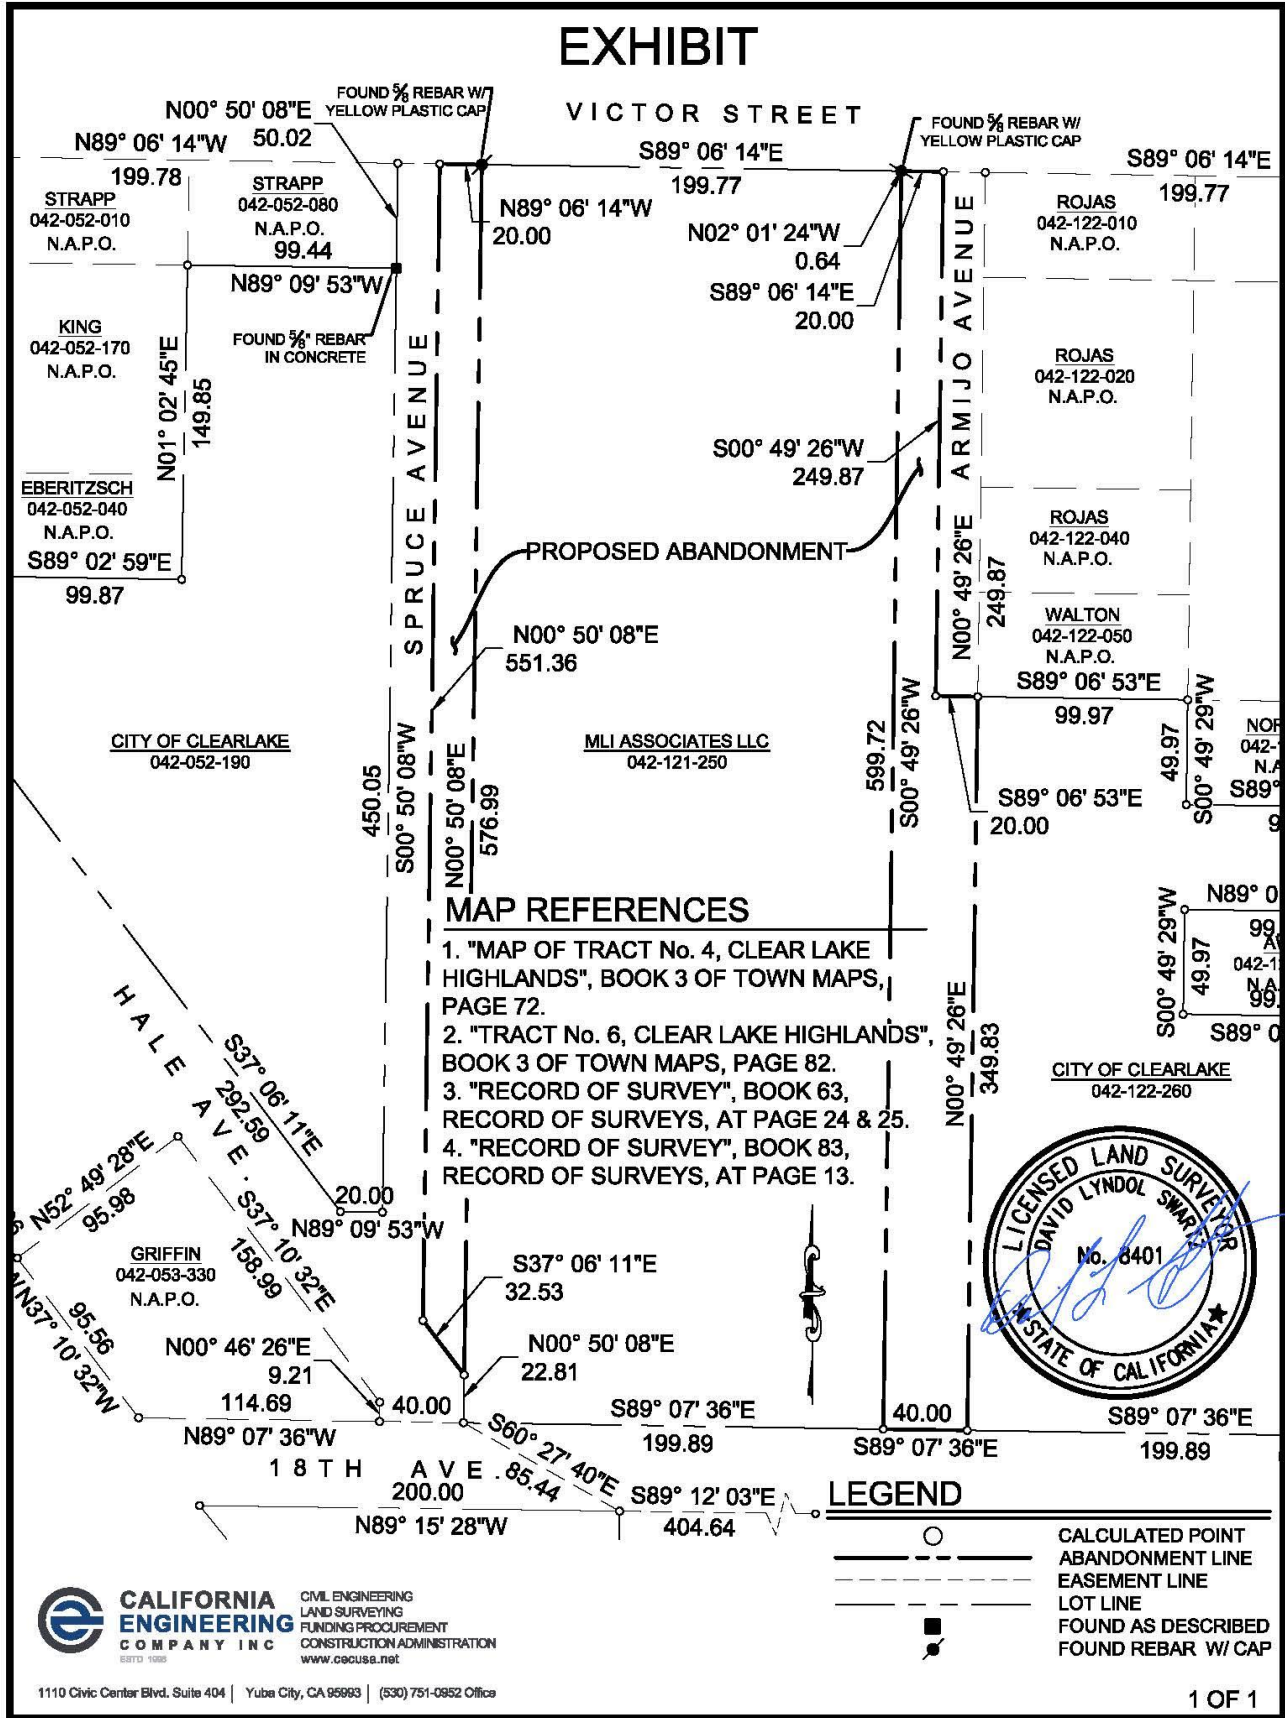 EXHIBIT
VICTOR STREET
FOUND ⅝ REBAR W/
YELLOW PLASTIC CAP
N00° 50' 08"E
50.02
N89° 06' 14"W
199.78
S89° 06' 14"E
199.77
FOUND ⅝ REBAR W/
YELLOW PLASTIC CAP
S89° 06' 14"E
199.77
STRAPP
042-052-010
N.A.P.O.
STRAPP
042-052-080
N.A.P.O.
99.44
N89° 09' 53"W
N89° 06' 14"W
20.00
N02° 01' 24"W
0.64
S89° 06' 14"E
20.00
ROJAS
042-122-010
N.A.P.O.
KING
042-052-170
N.A.P.O.
FOUND ⅝" REBAR
IN CONCRETE
N01° 02' 45"E
149.85
SPRUCE AVENUE
ARMIJO AVENUE
ROJAS
042-122-020
N.A.P.O.
S00° 49' 26"W
249.87
EBERITZSCH
042-052-040
N.A.P.O.
S89° 02' 59"E
99.87
PROPOSED ABANDONMENT
ROJAS
042-122-040
N.A.P.O.
N00° 49' 26"E
249.87
WALTON
042-122-050
N.A.P.O.
N00° 50' 08"E
551.36
S89° 06' 53"E
99.97
CITY OF CLEARLAKE
042-052-190
MLI ASSOCIATES LLC
042-121-250
450.05
S00° 50' 08"W
N00° 50' 08"E
576.99
599.72
S00° 49' 26"W
S89° 06' 53"E
20.00
49.97
S00° 49' 29"W
NOR
042-
N.A
S89°
9
MAP REFERENCES
1. "MAP OF TRACT No. 4, CLEAR LAKE
HIGHLANDS", BOOK 3 OF TOWN MAPS,
PAGE 72.
2. "TRACT No. 6, CLEAR LAKE HIGHLANDS",
BOOK 3 OF TOWN MAPS, PAGE 82.
3. "RECORD OF SURVEY", BOOK 63,
RECORD OF SURVEYS, AT PAGE 24 & 25.
4. "RECORD OF SURVEY", BOOK 83,
RECORD OF SURVEYS, AT PAGE 13.
N89° 0
99.
042-1
N.A.
99.
S89° 0
S00° 49' 29"W
49.97
N00° 49' 26"E
349.83
CITY OF CLEARLAKE
042-122-260
HALE AVE.
S37° 06' 11"E
292.59
N52° 49' 28"E
95.98
20.00
N89° 09' 53"W
S37° 10' 32"E
158.99
GRIFFIN
042-053-330
N.A.P.O.
95.56
N37° 10' 32"W
S37° 06' 11"E
32.53
N00° 46' 26"E
9.21
N00° 50' 08"E
22.81
LICENSED LAND SURVEYOR
DAVID LYNDOL SWARTZ
No. 8401
STATE OF CALIFORNIA
114.69
N89° 07' 36"W
40.00
S89° 07' 36"E
199.89
40.00
S89° 07' 36"E
S89° 07' 36"E
199.89
18TH AVE.
S60° 27' 40"E
85.44
200.00
N89° 15' 28"W
S89° 12' 03"E
404.64
LEGEND
CALCULATED POINT
ABANDONMENT LINE
EASEMENT LINE
LOT LINE
FOUND AS DESCRIBED
FOUND REBAR W/ CAP
CALIFORNIA
ENGINEERING
COMPANY INC
ESTD 1996
CIVIL ENGINEERING
LAND SURVEYING
FUNDING PROCUREMENT
CONSTRUCTION ADMINISTRATION
www.cecusa.net
1110 Civic Center Blvd. Suite 404 | Yuba City, CA 95993 | (530) 751-0952 Office
1 OF 1